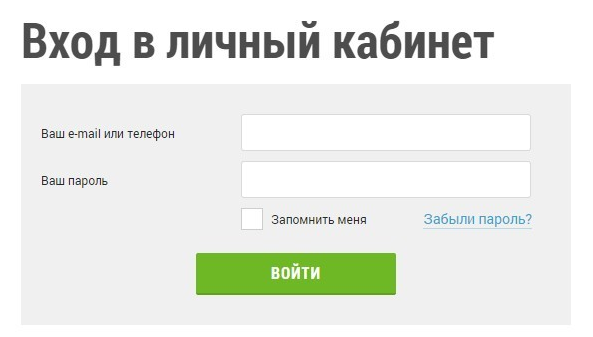 Вход в личный кабинет
Ваш e-mail или телефон
Ваш пароль
Запомнить меня Забыли пароль?
ВОЙТИ